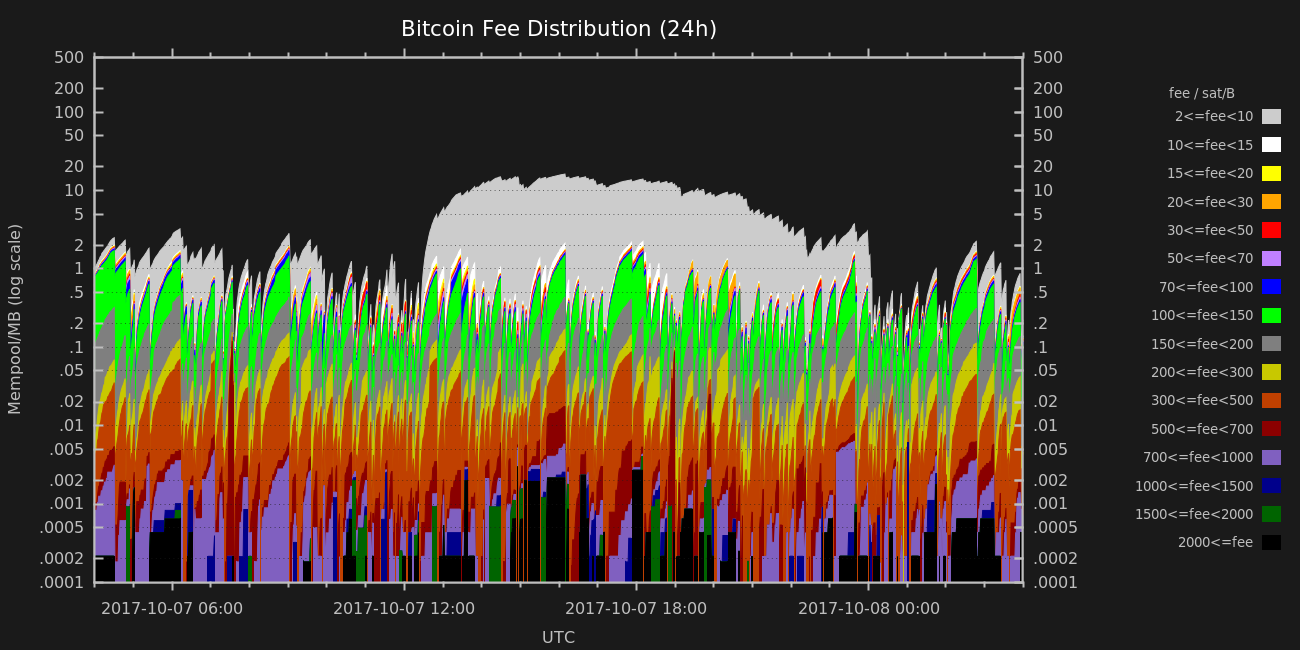 Bitcoin Fee Distribution (24h)
Mempool/MB (log scale)
500
200
100
50
20
10
5
2
1
.5
.2
.1
.05
.02
.01
.005
.002
.001
.0005
.0002
.0001
500
200
100
50
20
10
5
2
1
.5
.2
.1
.05
.02
.01
.005
.002
.001
.0005
.0002
.0001
2017-10-07 06:00
2017-10-07 12:00
2017-10-07 18:00
2017-10-08 00:00
UTC
fee / sat/B
2<=fee<10
10<=fee<15
15<=fee<20
20<=fee<30
30<=fee<50
50<=fee<70
70<=fee<100
100<=fee<150
150<=fee<200
200<=fee<300
300<=fee<500
500<=fee<700
700<=fee<1000
1000<=fee<1500
1500<=fee<2000
2000<=fee